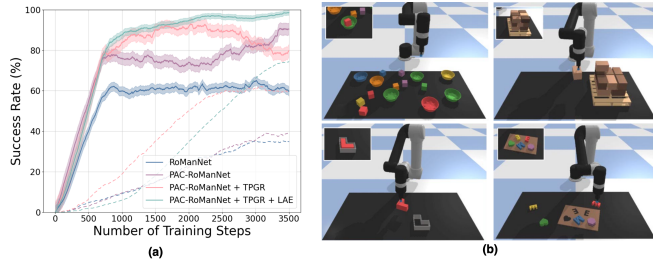 100
80
60
40
20
0
Success Rate (%)
RoManNet
PAC-RoManNet
PAC-RoManNet + TPGR
PAC-RoManNet + TPGR + LAE
0 500 1000 1500 2000 2500 3000 3500
Number of Training Steps
(a)
(b)